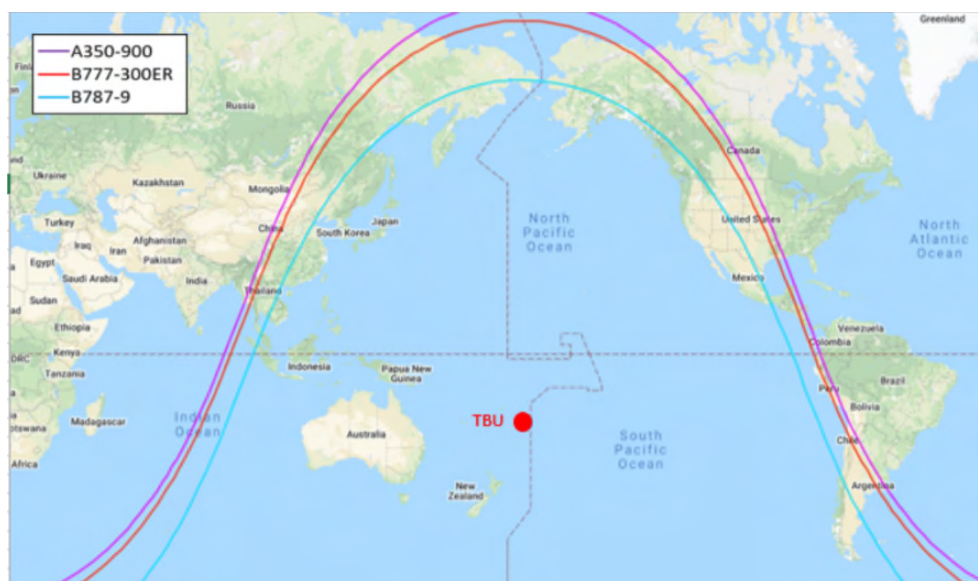 A350-900
B777-300ER
B787-9
Greenland
Russia
Canada
Ukraine
Kazakhstan
Mongolia
Turkey
Afghanistan
China
South Korea
Japan
North
Pacific
Ocean
United States
North
Atlantic
Ocean
Iraq
Iran
Pakistan
Egypt
Saudi Arabia
India
Mexico
Sudan
Thailand
Ethiopia
Venezuela
Colombia
DRC
Kenya
Tanzania
Indonesia
Papua New
Guinea
Peru
Brazil
Bolivia
Madagascar
Indian
Ocean
Australia
TBU
South
Pacific
Ocean
Chile
New
Zealand
Argentina